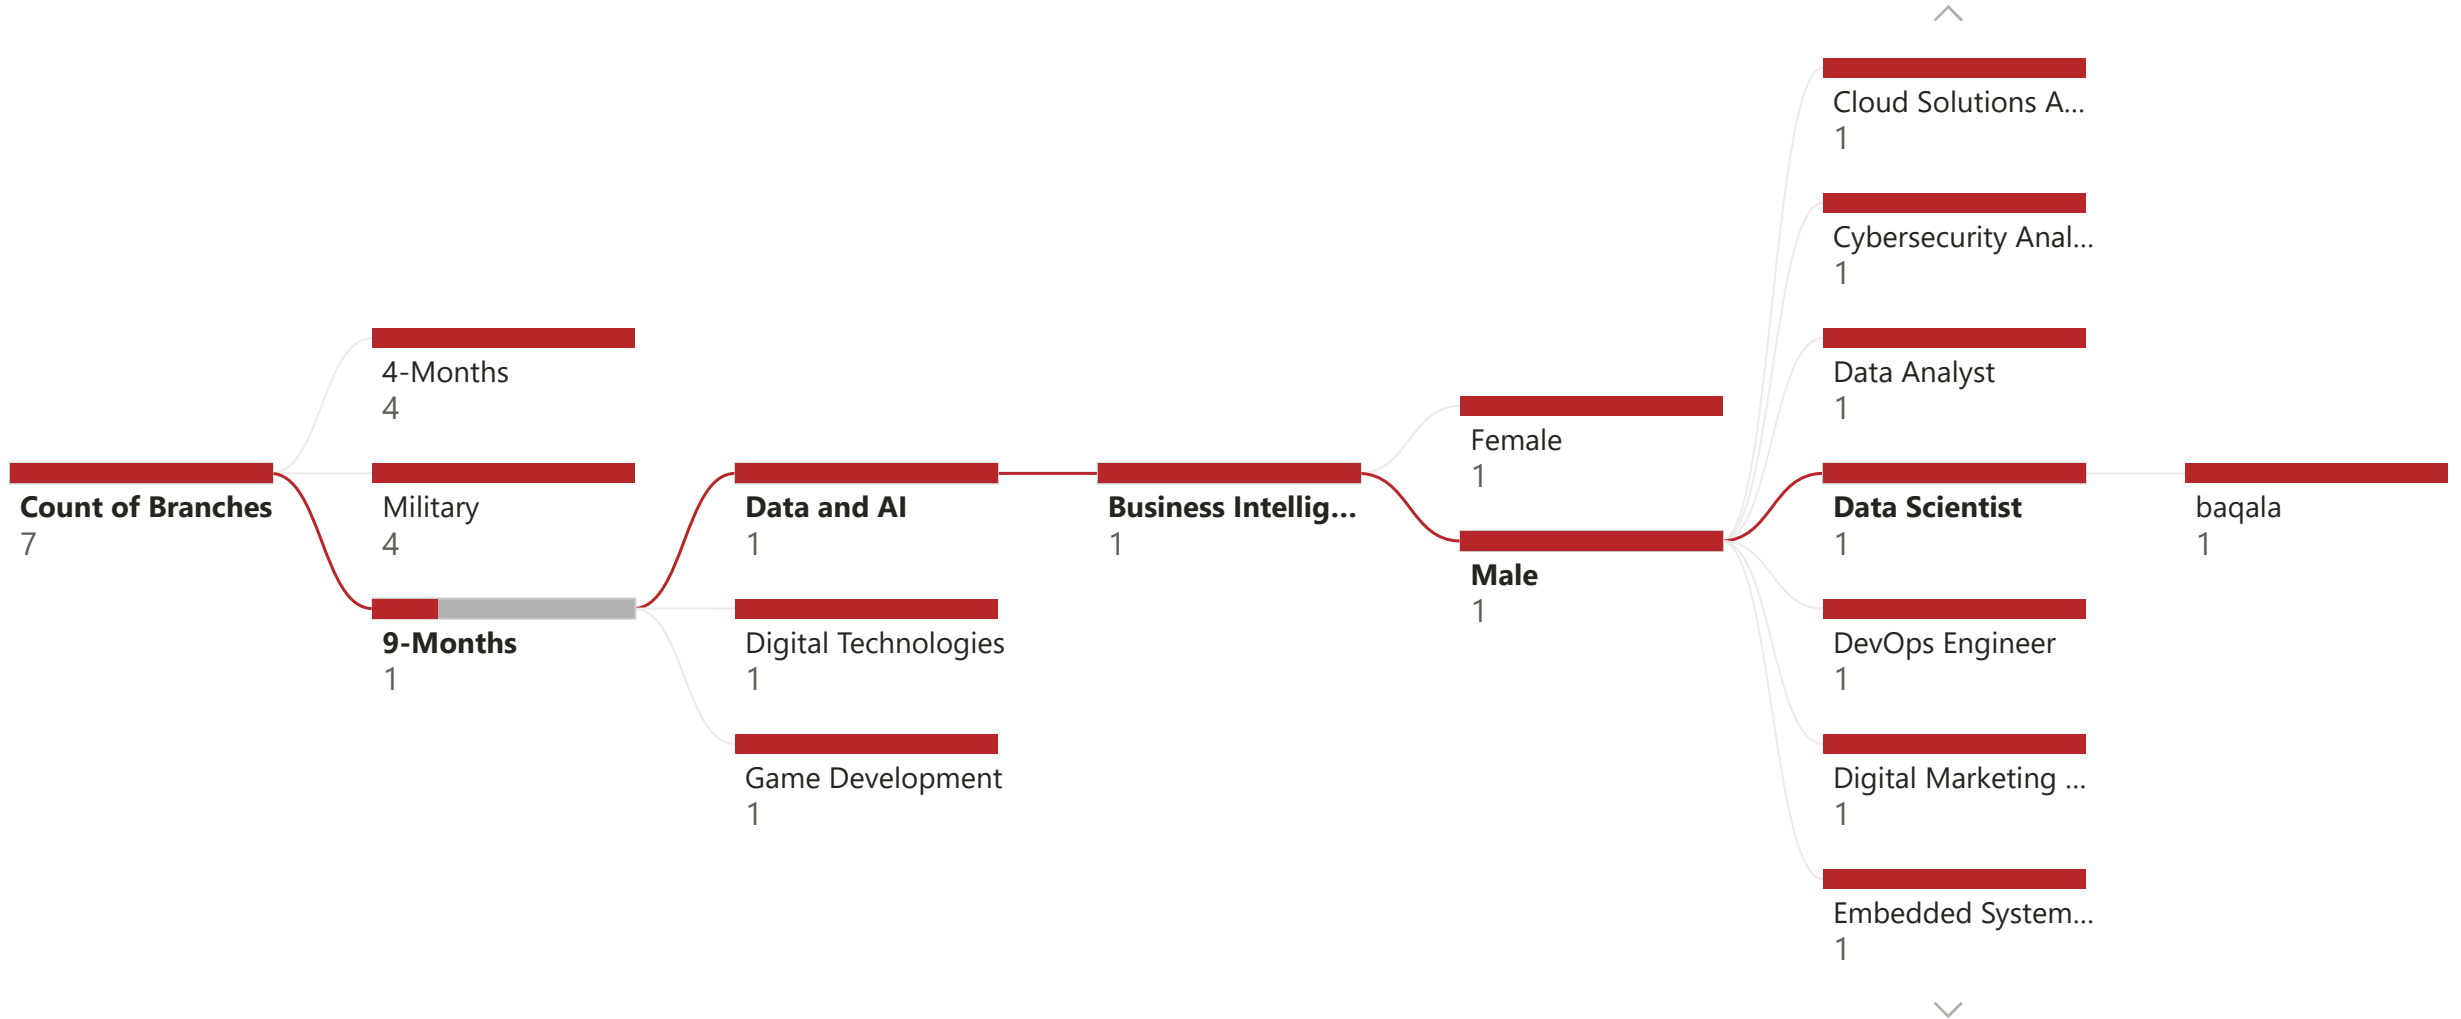 Count of Branches
7
4-Months
4
Military
4
9-Months
1
Data and AI
1
Digital Technologies
1
Game Development
1
Business Intellig...
1
Female
1
Male
1
Cloud Solutions A...
1
Cybersecurity Anal...
1
Data Analyst
1
Data Scientist
1
DevOps Engineer
1
Digital Marketing ...
1
Embedded System...
1
baqala
1